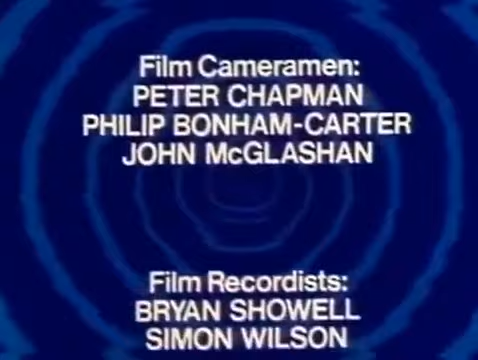 Film Cameramen:
PETER CHAPMAN
PHILIP BONHAM-CARTER
JOHN McGLASHAN
Film Recordists:
BRYAN SHOWELL
SIMON WILSON